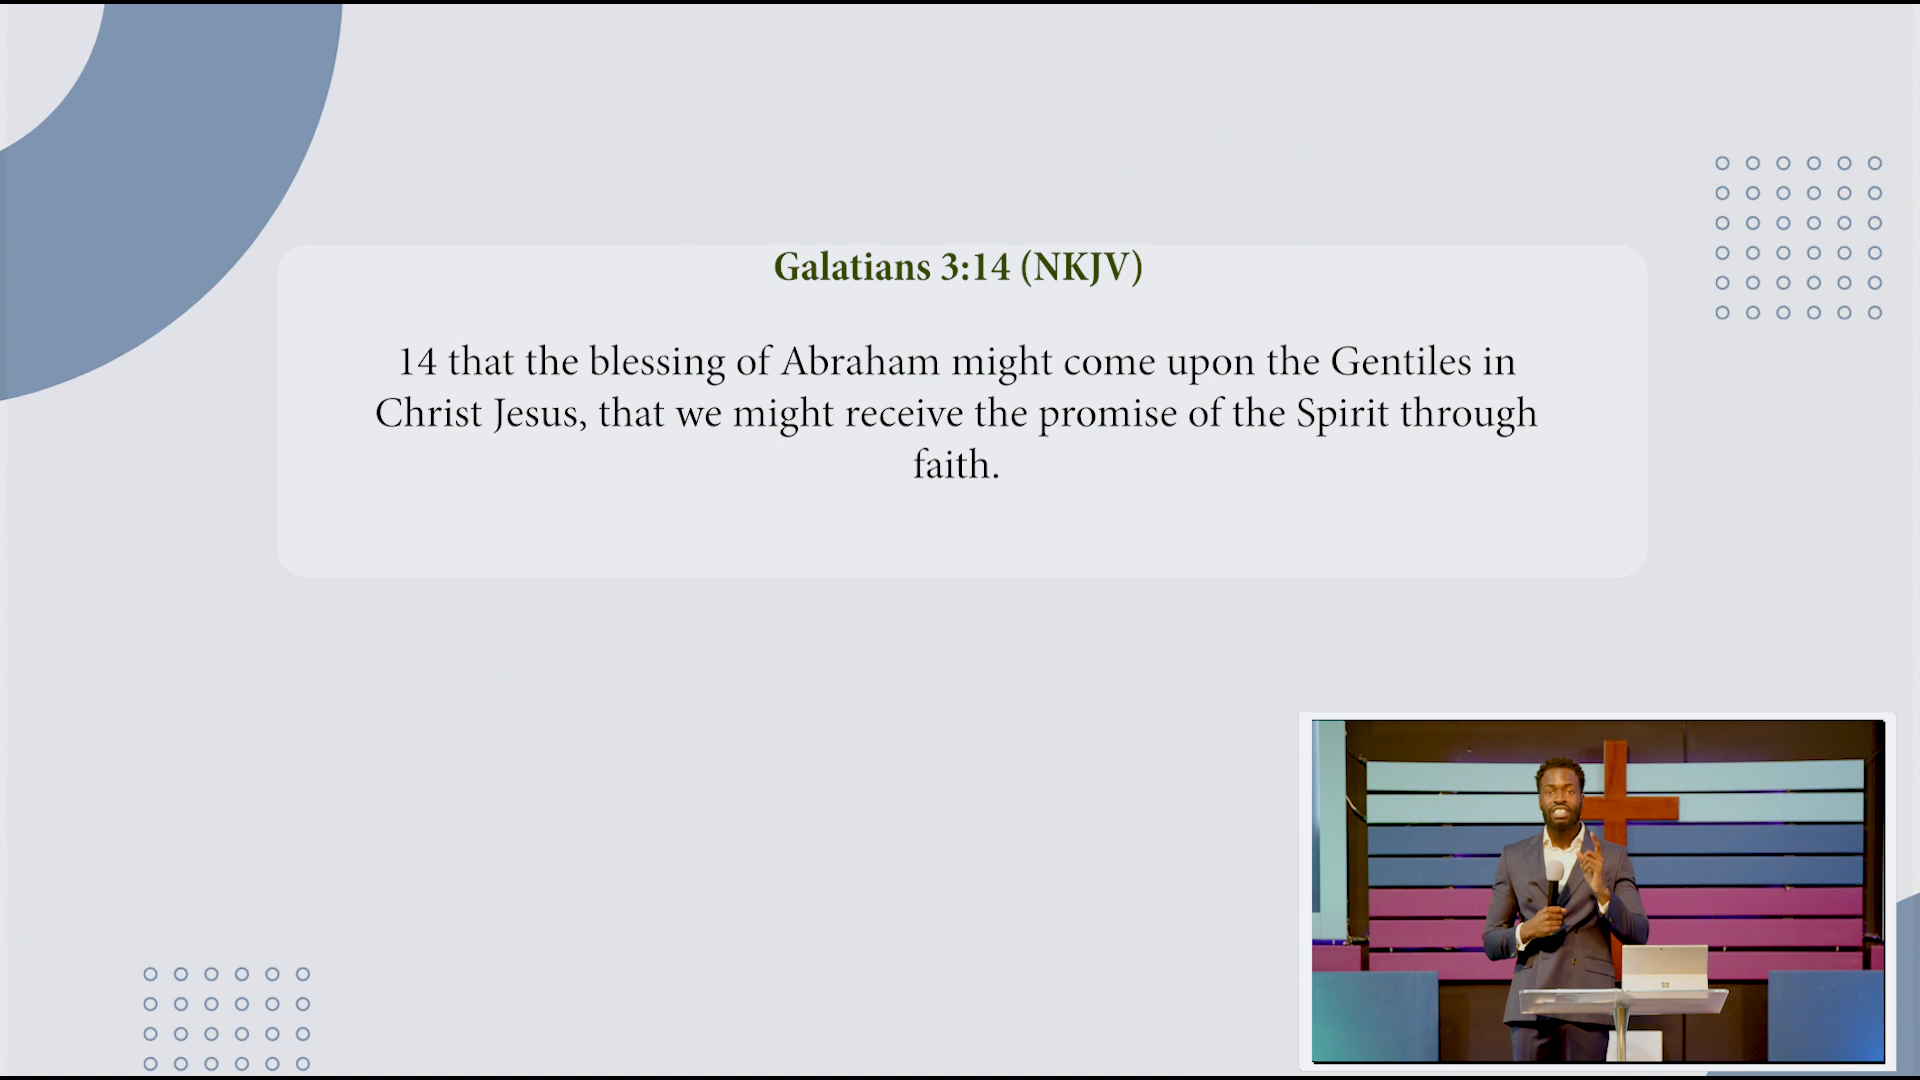 Galatians 3:14 (NKJV)
14 that the blessing of Abraham might come upon the Gentiles in
Christ Jesus, that we might receive the promise of the Spirit through
faith.